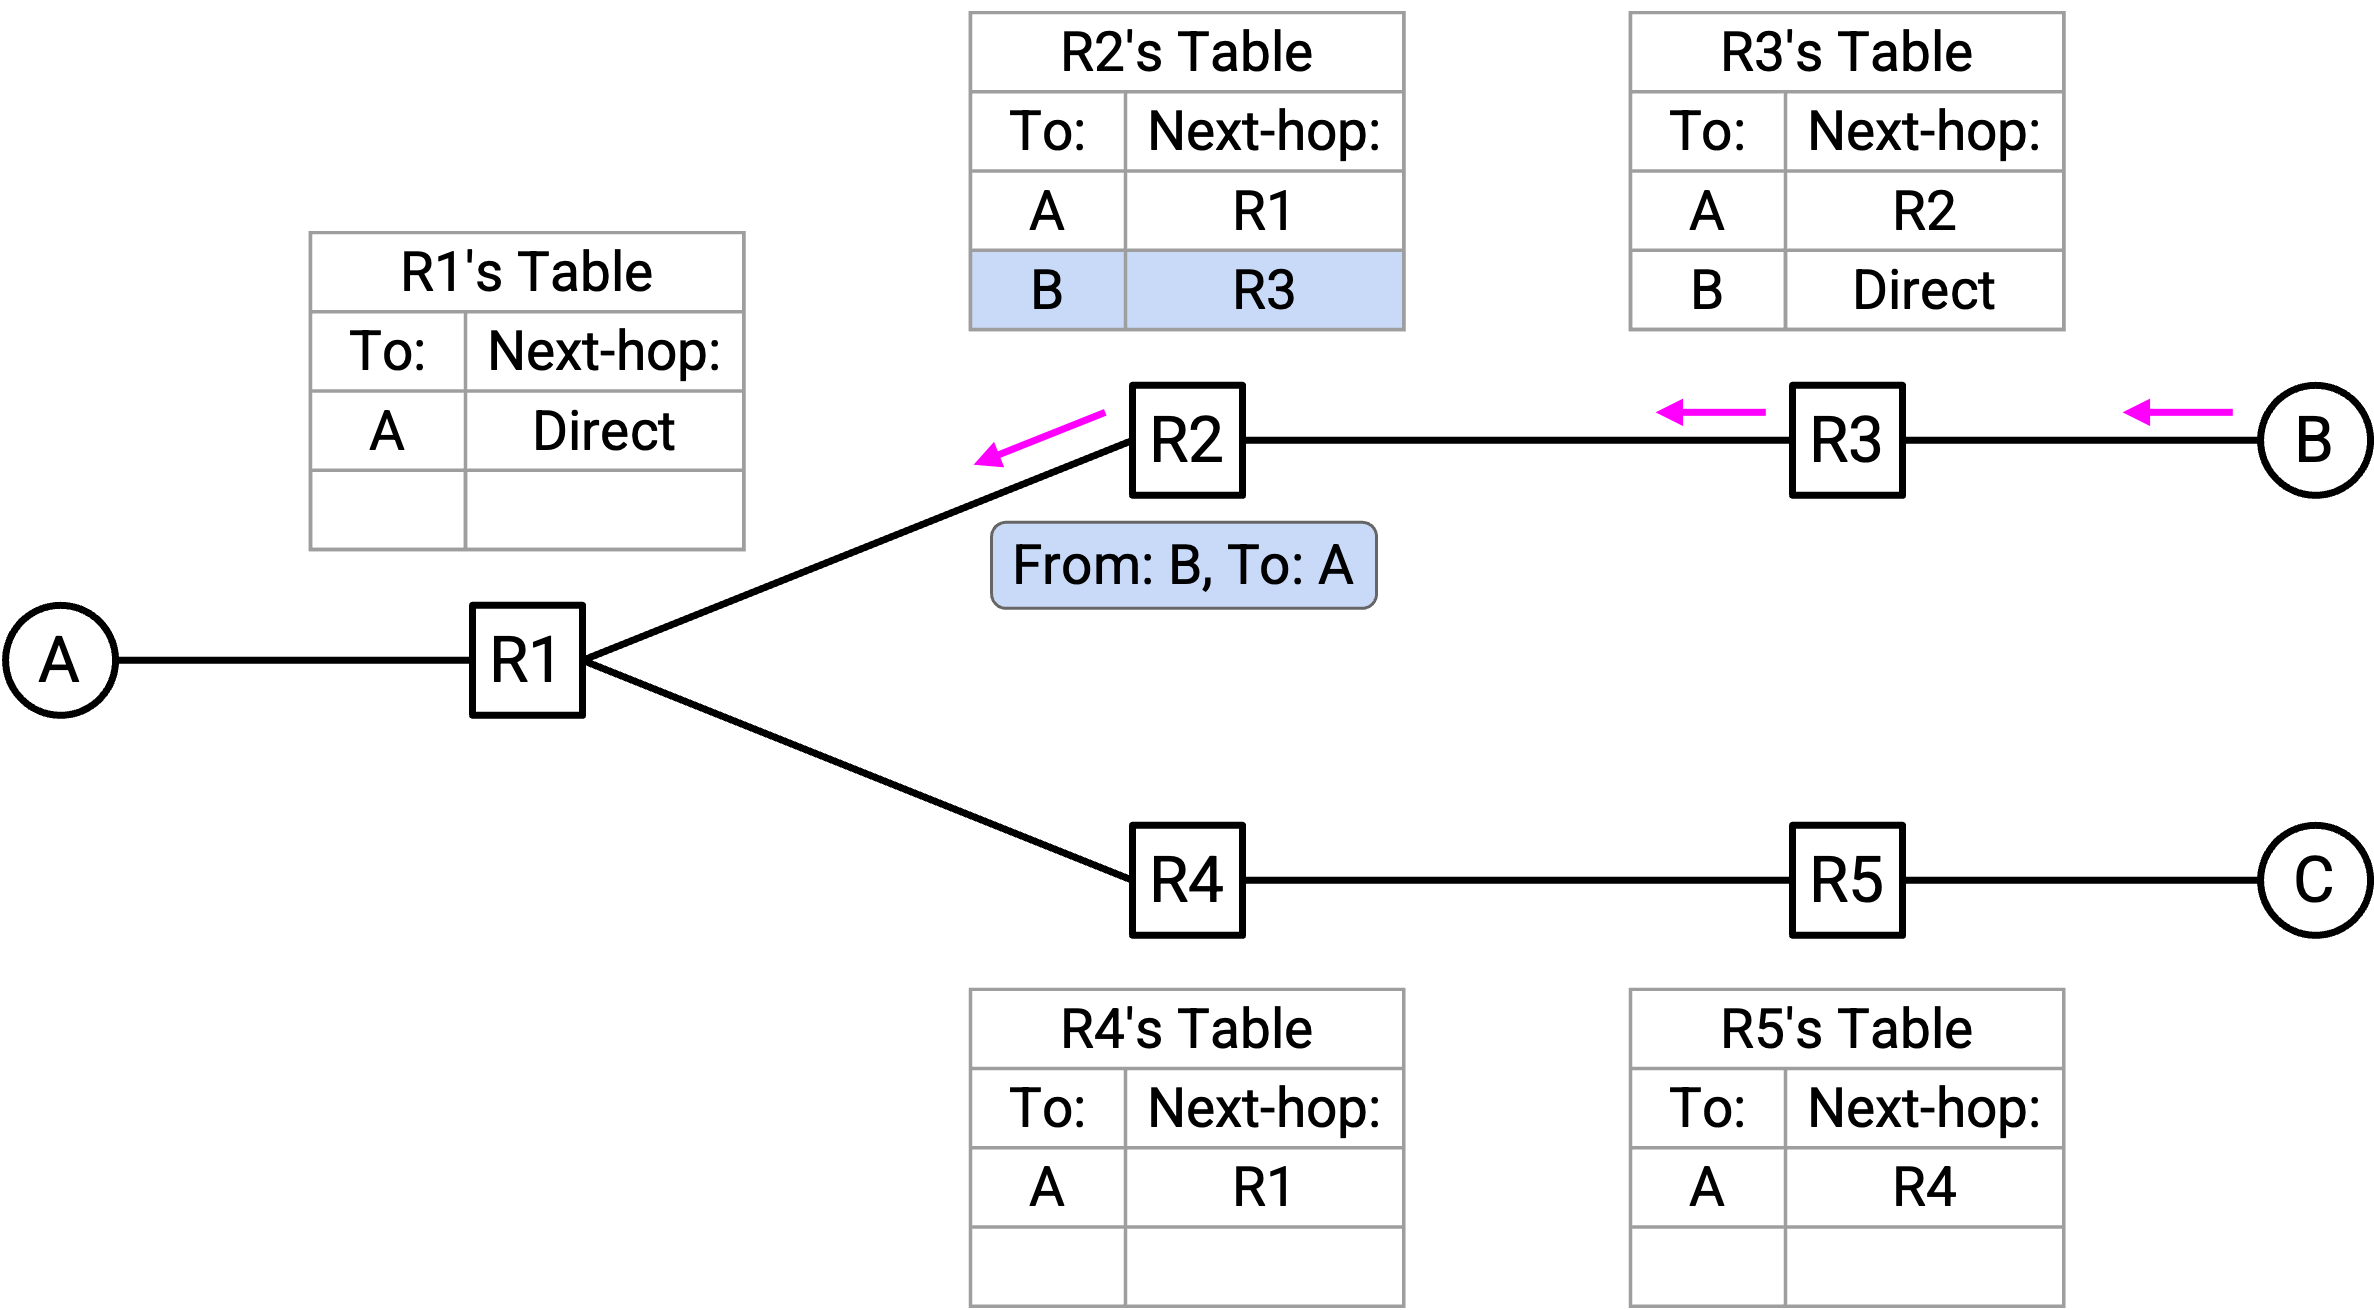 R2's Table
To: Next-hop:
A R1
B R3
R3's Table
To: Next-hop:
A R2
B Direct
R1's Table
To: Next-hop:
A Direct
R2
R3
B
From: B, To: A
A
R1
R4
R5
C
R4's Table
To: Next-hop:
A R1
R5's Table
To: Next-hop:
A R4